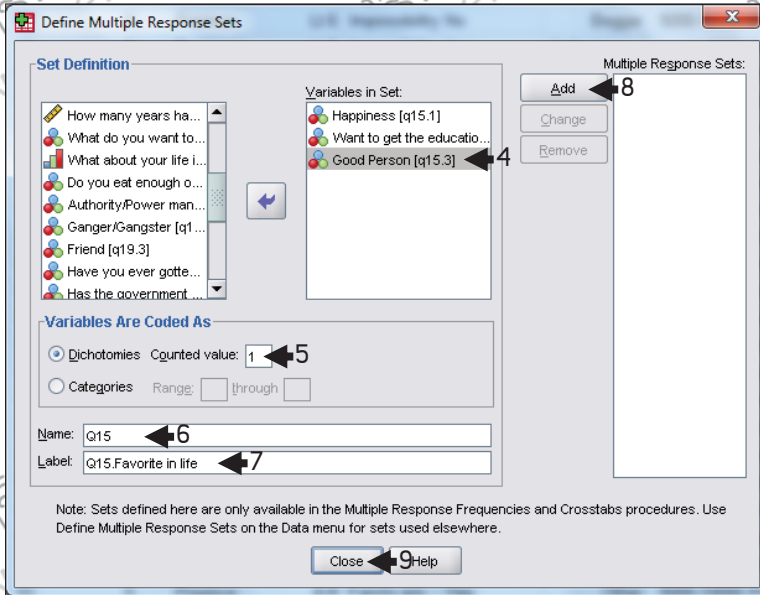 Define Multiple Response Sets
x
Set Definition
How many years ha...
What do you want to...
What about your life i...
Do you eat enough o...
Authority/Power man...
Ganger/Gangster [q1...
Friend [q19.3]
Have you ever gotte...
Has the government ...
Variables in Set:
Happiness [q15.1]
Want to get the educatio...
Good Person [q15.3]
4
Multiple Response Sets:
Add
8
Change
Remove
Variables Are Coded As
Dichotomies Counted value: 1
5
Categories Range: through
Name: Q15
6
Label: Q15.Favorite in life
7
Note: Sets defined here are only available in the Multiple Response Frequencies and Crosstabs procedures. Use
Define Multiple Response Sets on the Data menu for sets used elsewhere.
Close
9
Help